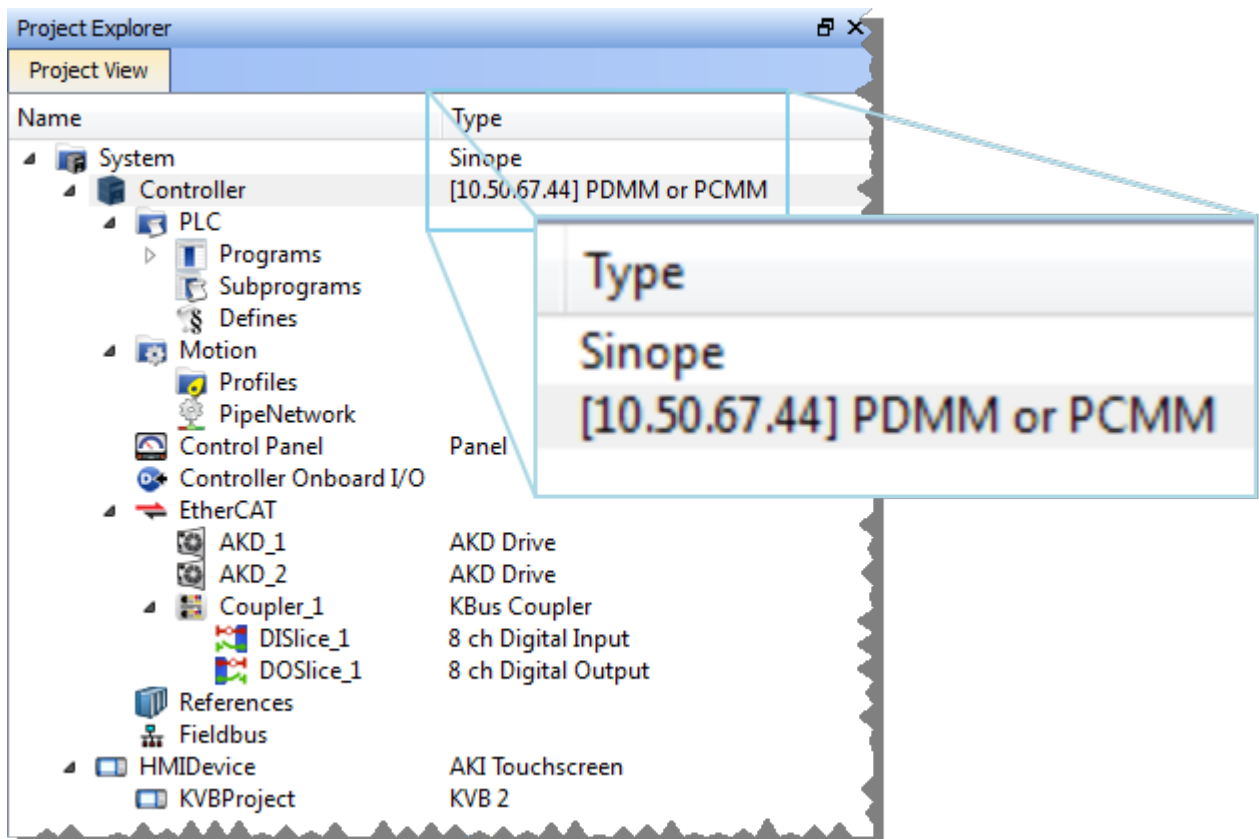 Project Explorer
Project View
Name Type
System Sinope
Controller [10.50.67.44] PDMM or PCMM
PLC
Programs
Subprograms
Defines
Motion
Profiles
PipeNetwork
Control Panel Panel
Controller Onboard I/O
EtherCAT
AKD_1 AKD Drive
AKD_2 AKD Drive
Coupler_1 KBus Coupler
DISlice_1 8 ch Digital Input
DOSlice_1 8 ch Digital Output
References
Fieldbus
HMIDevice AKI Touchscreen
KVBProject KVB 2
Type
Sinope
[10.50.67.44] PDMM or PCMM